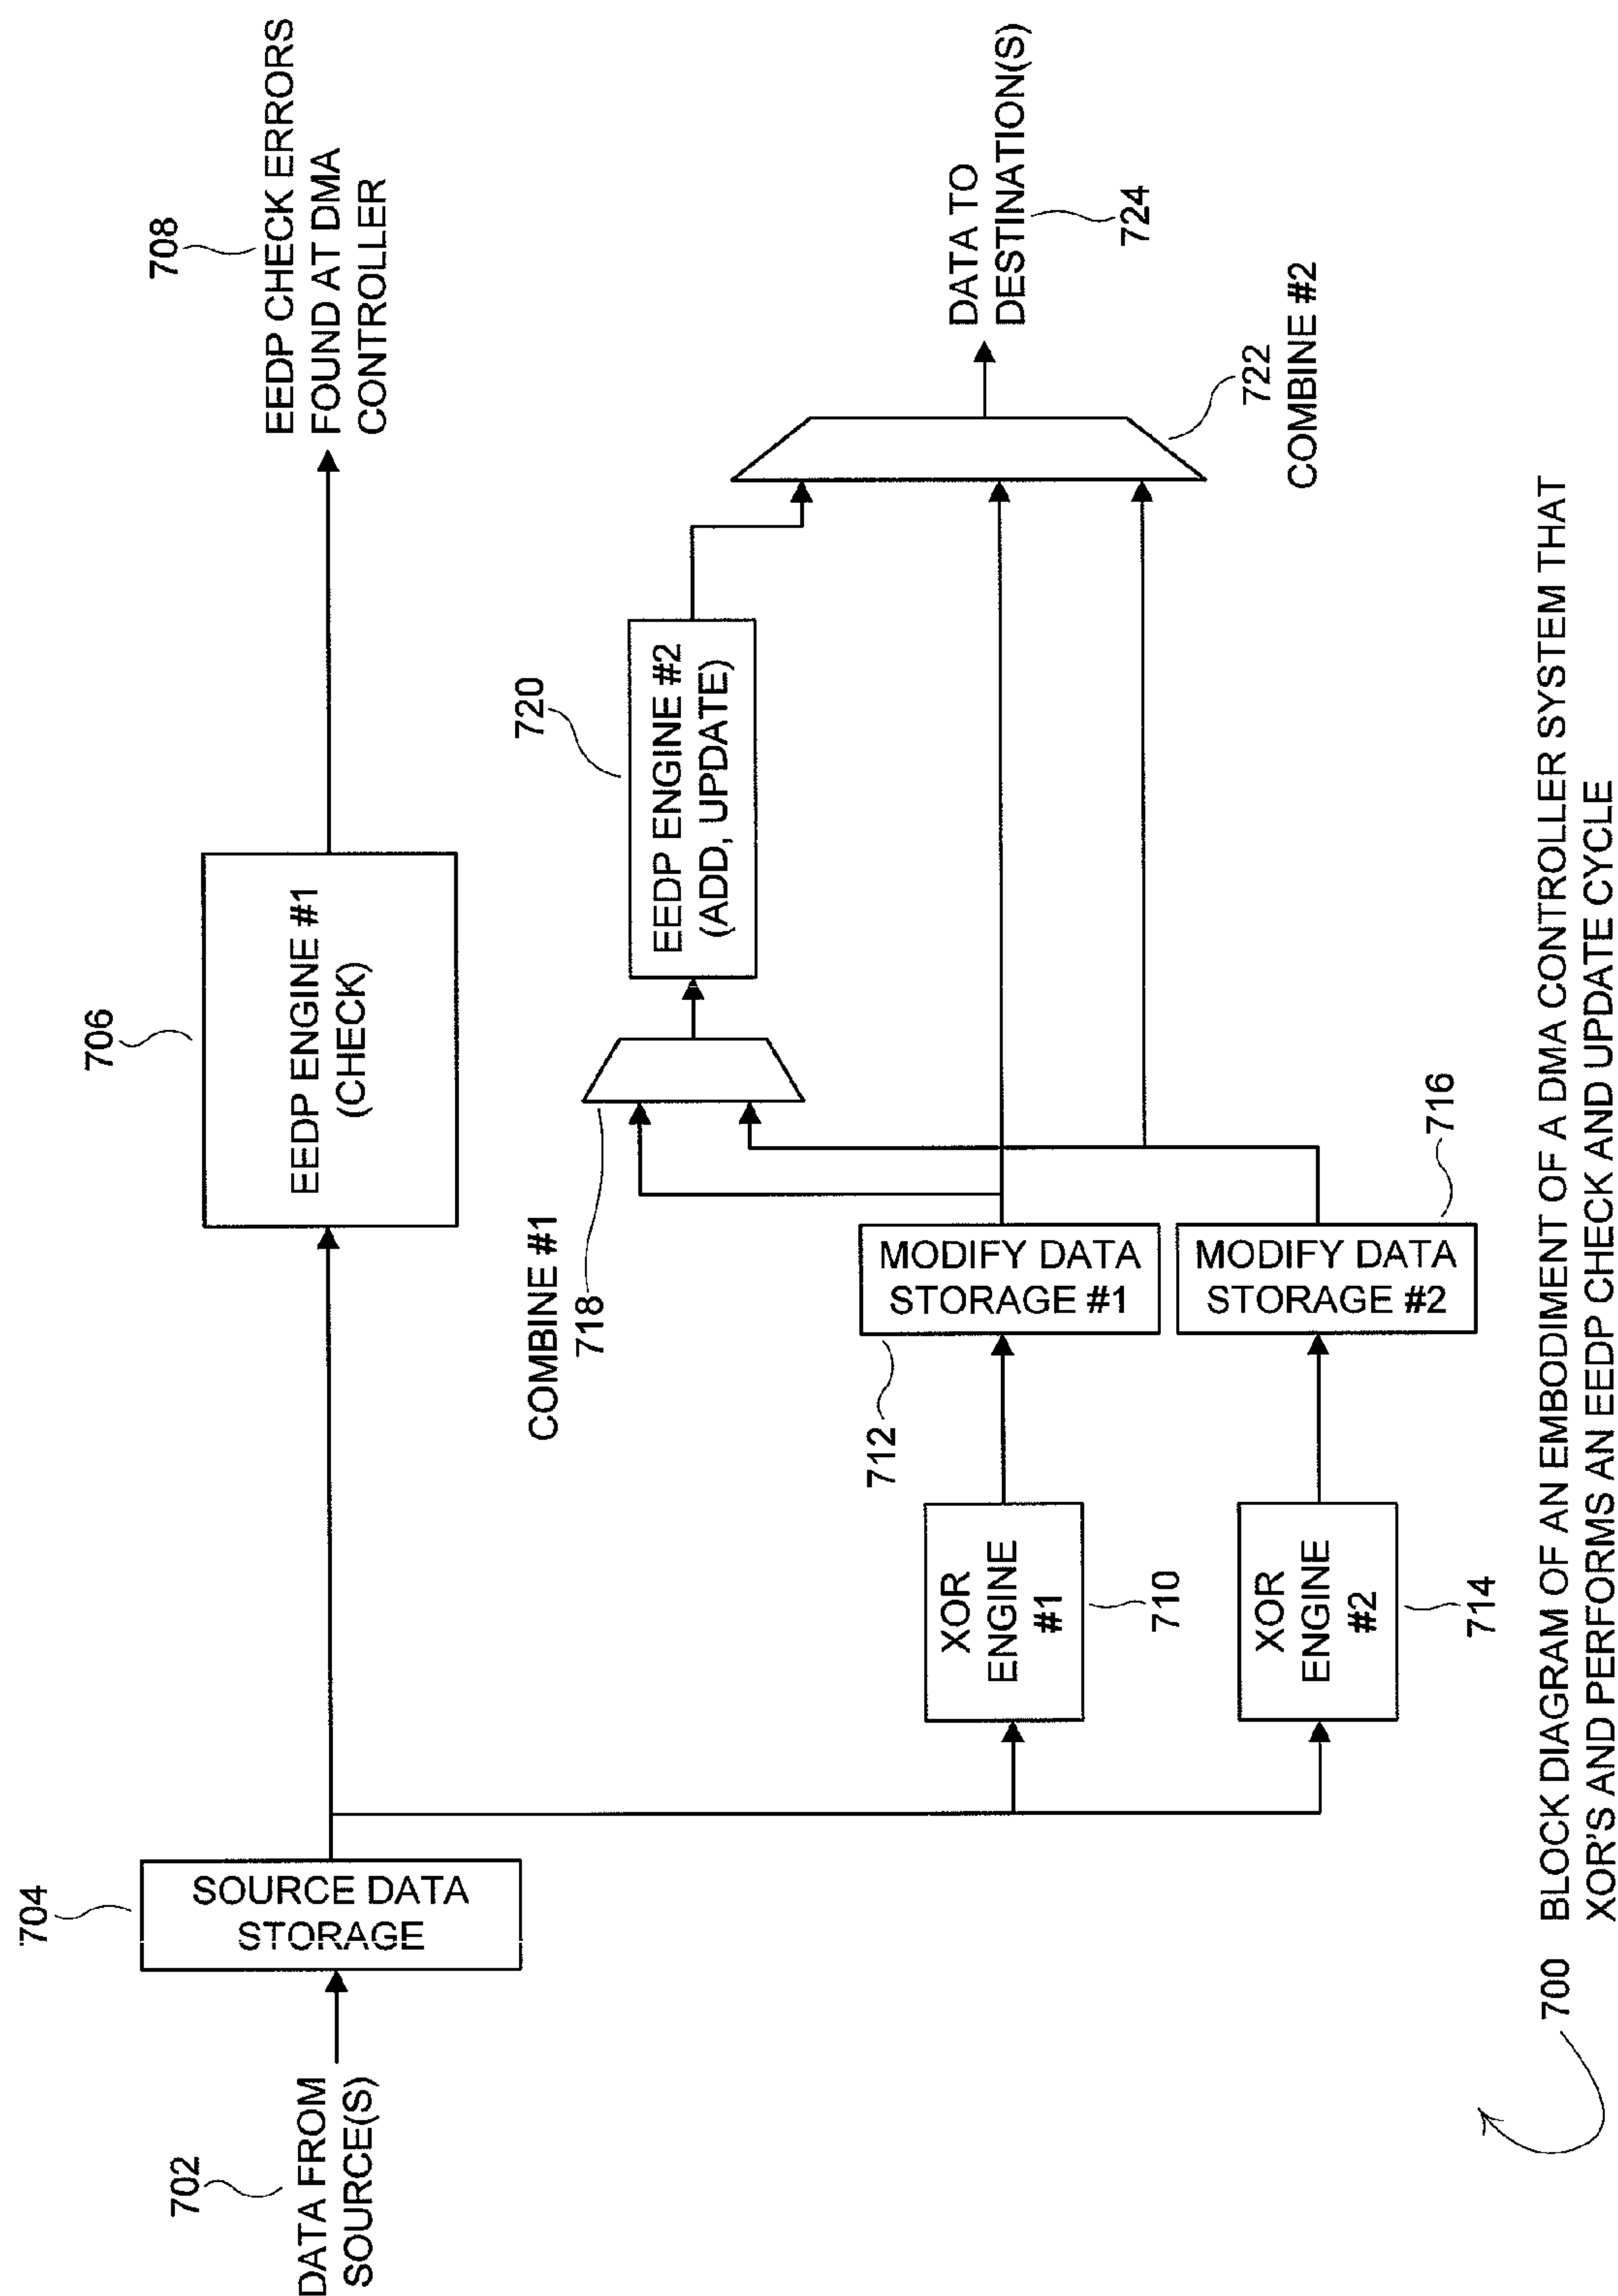 702
DATA FROM
SOURCE(S)
704
SOURCE DATA
STORAGE
706
EEDP ENGINE #1
(CHECK)
708
EEDP CHECK ERRORS
FOUND AT DMA
CONTROLLER
COMBINE #1
718
720
EEDP ENGINE #2
(ADD, UPDATE)
XOR
ENGINE
#1
710
712
MODIFY DATA
STORAGE #1
XOR
ENGINE
#2
714
MODIFY DATA
STORAGE #2
716
722
COMBINE #2
DATA TO
DESTINATION(S)
724
700 BLOCK DIAGRAM OF AN EMBODIMENT OF A DMA CONTROLLER SYSTEM THAT
XOR'S AND PERFORMS AN EEDP CHECK AND UPDATE CYCLE